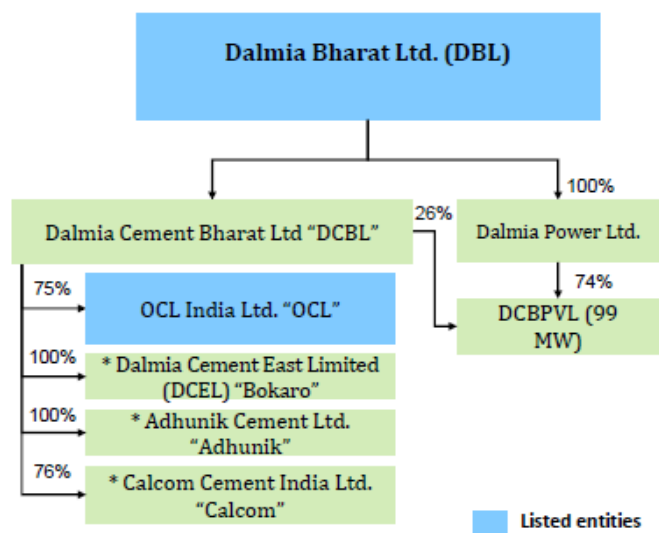 Dalmia Bharat Ltd. (DBL)
100%
Dalmia Cement Bharat Ltd “DCBL”
26%
Dalmia Power Ltd.
75%
OCL India Ltd. “OCL”
74%
DCBPVL (99
MW)
100%
* Dalmia Cement East Limited
(DCEL) “Bokaro”
100%
* Adhunik Cement Ltd.
“Adhunik”
76%
* Calcom Cement India Ltd.
“Calcom”
Listed entities